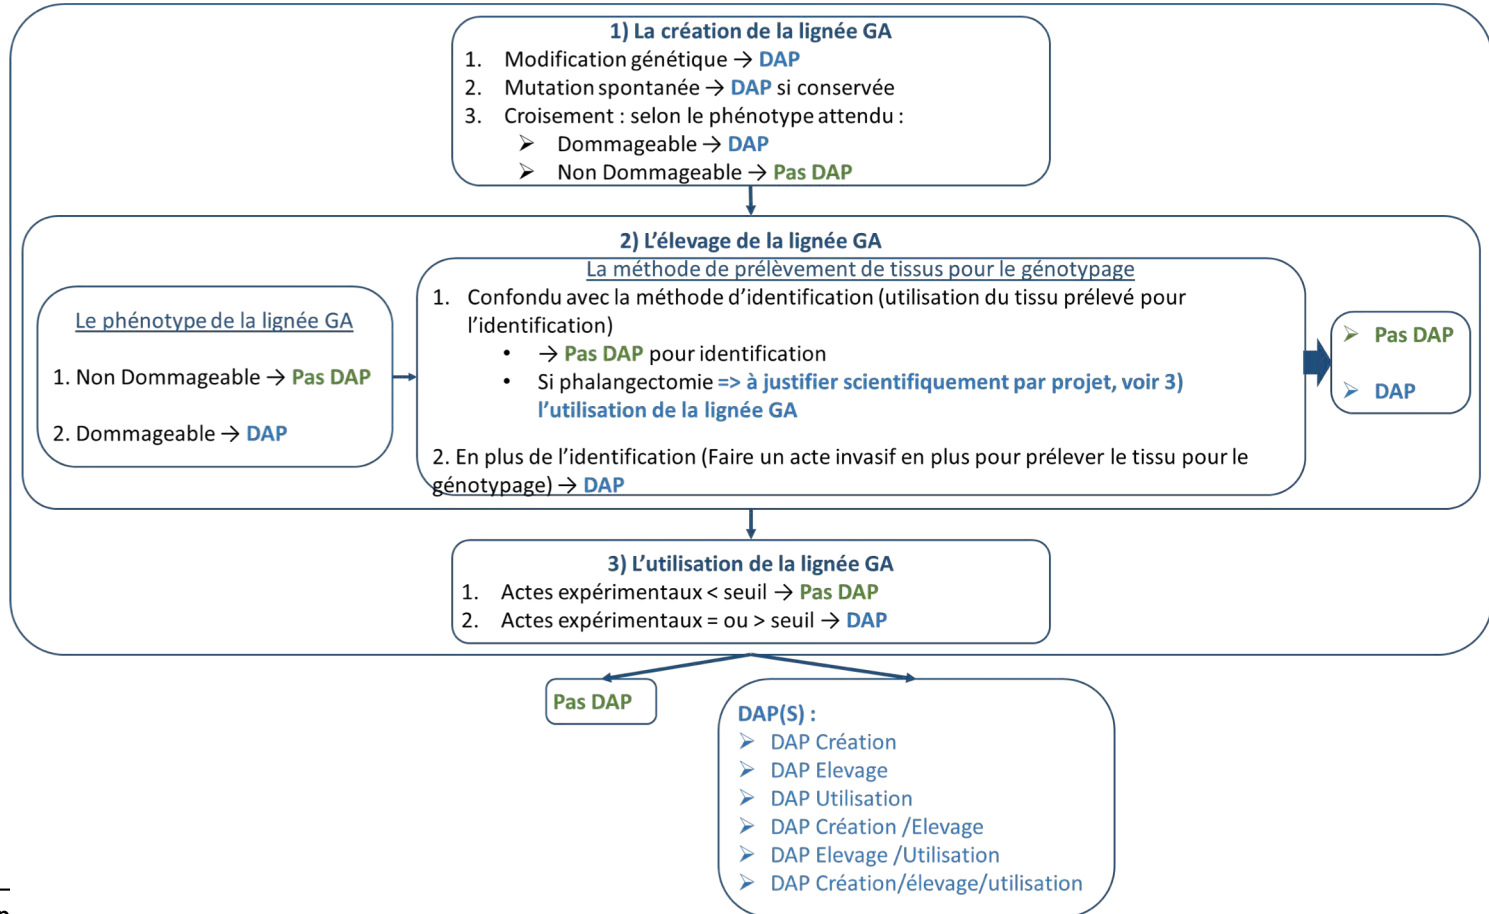 1) La création de la lignée GA
1. Modification génétique → DAP
2. Mutation spontanée → DAP si conservée
3. Croisement : selon le phénotype attendu :
➢ Dommageable → DAP
➢ Non Dommageable → Pas DAP
2) L’élevage de la lignée GA
Le phénotype de la lignée GA
1. Non Dommageable → Pas DAP
2. Dommageable → DAP
La méthode de prélèvement de tissus pour le génotypage
1. Confondu avec la méthode d’identification (utilisation du tissu prélevé pour
l’identification)
• → Pas DAP pour identification
• Si phalangectomie => à justifier scientifiquement par projet, voir 3)
l’utilisation de la lignée GA
2. En plus de l’identification (Faire un acte invasif en plus pour prélever le tissu pour le
génotypage) → DAP
➢ Pas DAP
➢ DAP
3) L’utilisation de la lignée GA
1. Actes expérimentaux < seuil → Pas DAP
2. Actes expérimentaux = ou > seuil → DAP
Pas DAP
DAP(S) :
➢ DAP Création
➢ DAP Elevage
➢ DAP Utilisation
➢ DAP Création /Elevage
➢ DAP Elevage /Utilisation
➢ DAP Création/élevage/utilisation